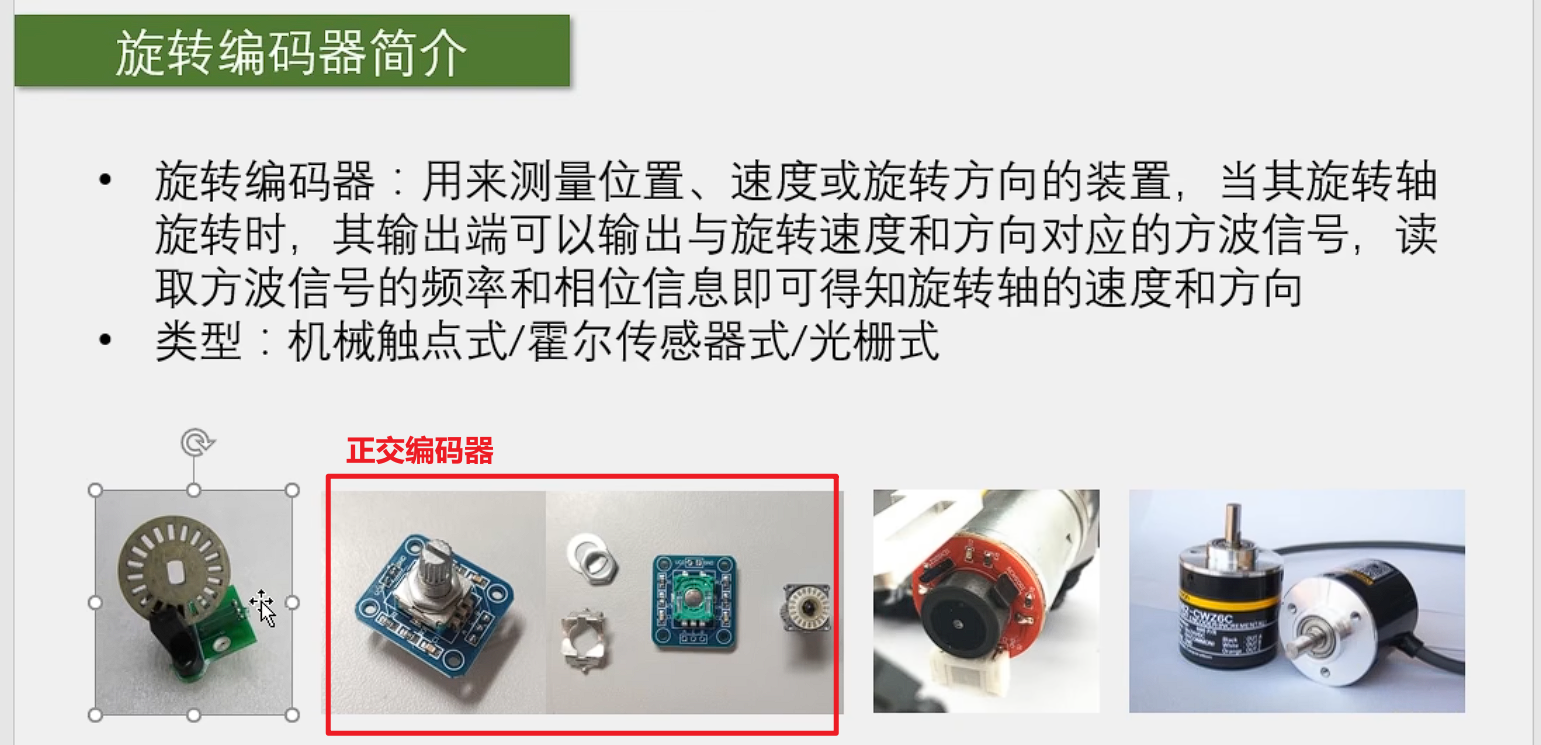 旋转编码器简介
• 旋转编码器：用来测量位置、速度或旋转方向的装置，当其旋转轴
旋转时，其输出端可以输出与旋转速度和方向对应的方波信号，读
取方波信号的频率和相位信息即可得知旋转轴的速度和方向
• 类型：机械触点式/霍尔传感器式/光栅式
正交编码器
-CWZ6C